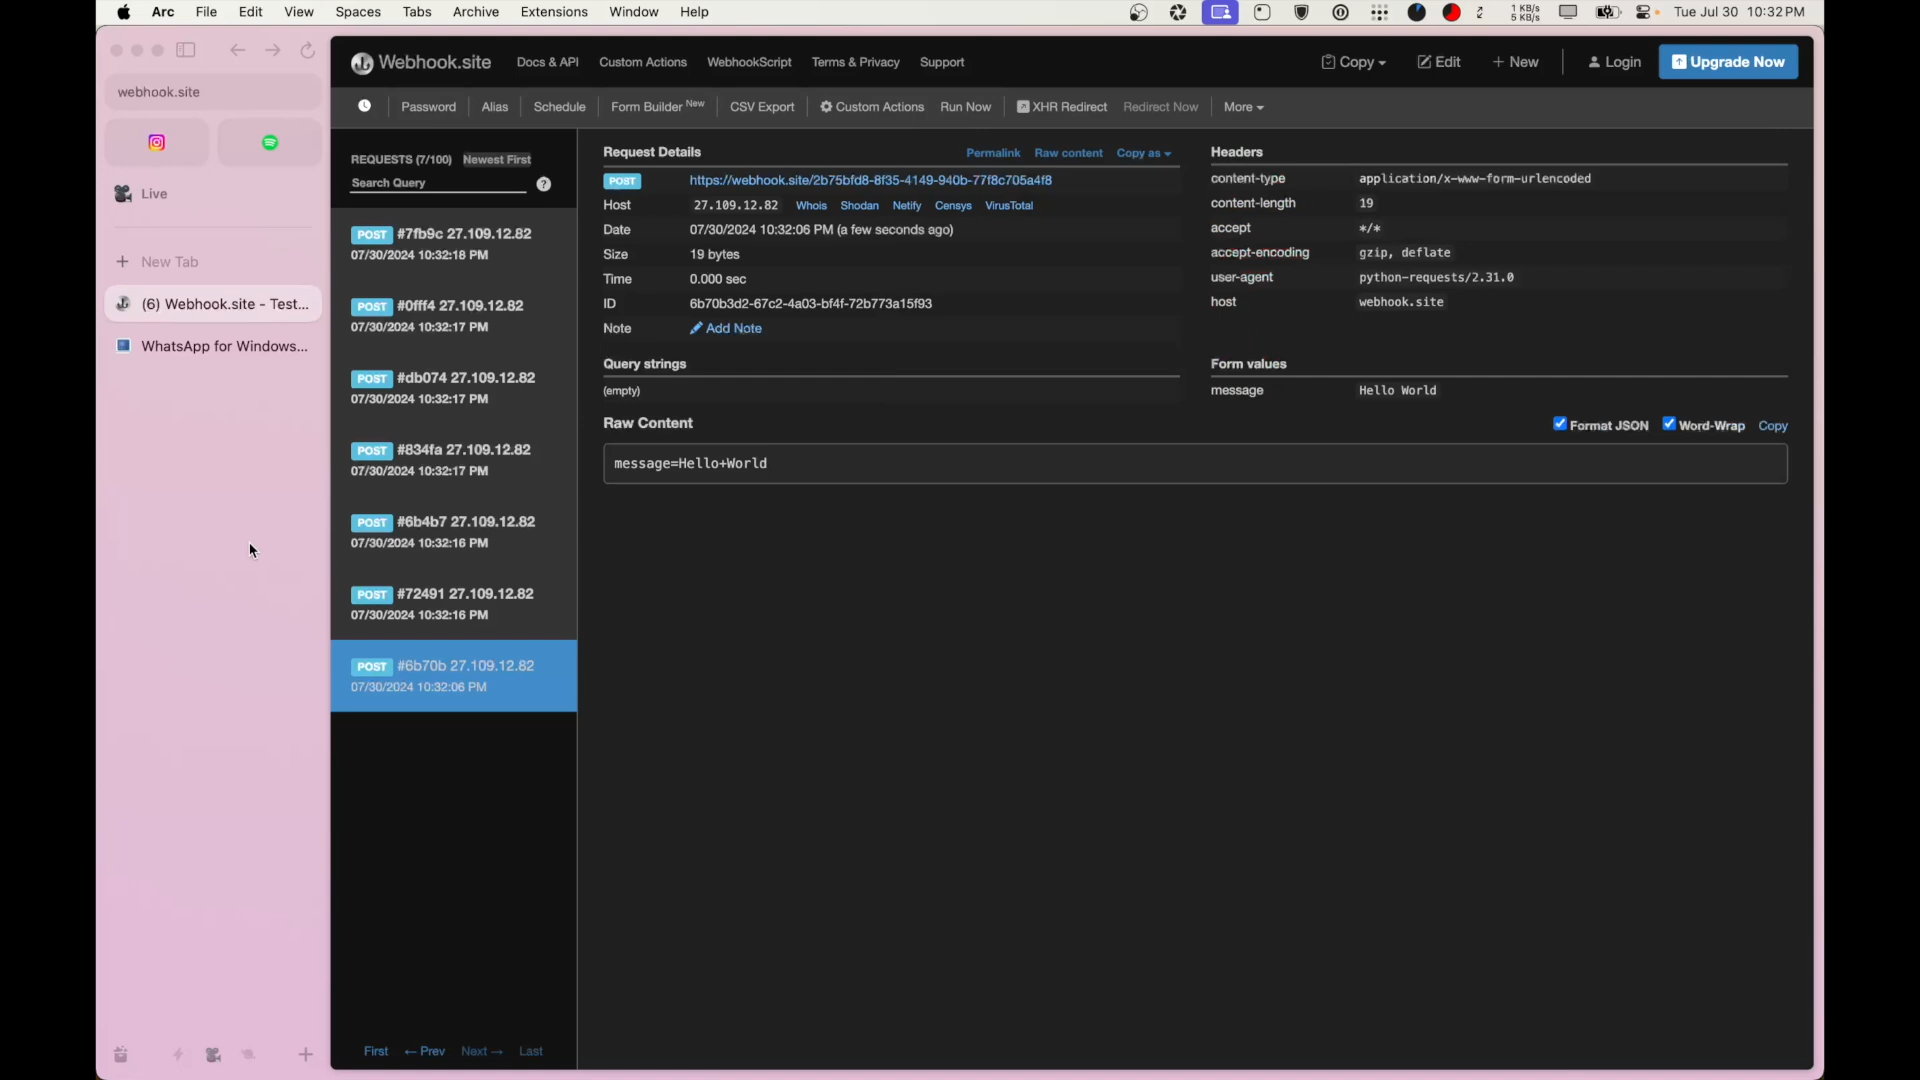 Arc File Edit View Spaces Tabs Archive Extensions Window Help
1 KB/s
5 KB/s
Tue Jul 30 10:32 PM
webhook.site
Live
New Tab
(6) Webhook.site - Test...
WhatsApp for Windows...
Webhook.site Docs & API Custom Actions WebhookScript Terms & Privacy Support Copy Edit + New Login Upgrade Now
Password Alias Schedule Form Builder New CSV Export Custom Actions Run Now XHR Redirect Redirect Now More
REQUESTS (7/100) Newest First
Search Query ?
POST #7fb9c 27.109.12.82
07/30/2024 10:32:18 PM
POST #0fff4 27.109.12.82
07/30/2024 10:32:17 PM
POST #db074 27.109.12.82
07/30/2024 10:32:17 PM
POST #834fa 27.109.12.82
07/30/2024 10:32:17 PM
POST #6b4b7 27.109.12.82
07/30/2024 10:32:16 PM
POST #72491 27.109.12.82
07/30/2024 10:32:16 PM
POST #6b70b 27.109.12.82
07/30/2024 10:32:06 PM
First ← Prev Next → Last
Request Details Permalink Raw content Copy as
POST https://webhook.site/2b75bfd8-8f35-4149-940b-77f8c705a4f8
Host 27.109.12.82 Whois Shodan Netify Censys VirusTotal
Date 07/30/2024 10:32:06 PM (a few seconds ago)
Size 19 bytes
Time 0.000 sec
ID 6b70b3d2-67c2-4a03-bf4f-72b773a15f93
Note Add Note
Query strings
(empty)
Headers
content-type application/x-www-form-urlencoded
content-length 19
accept */*
accept-encoding gzip, deflate
user-agent python-requests/2.31.0
host webhook.site
Form values
message Hello World
Raw Content Format JSON Word-Wrap Copy
message=Hello+World